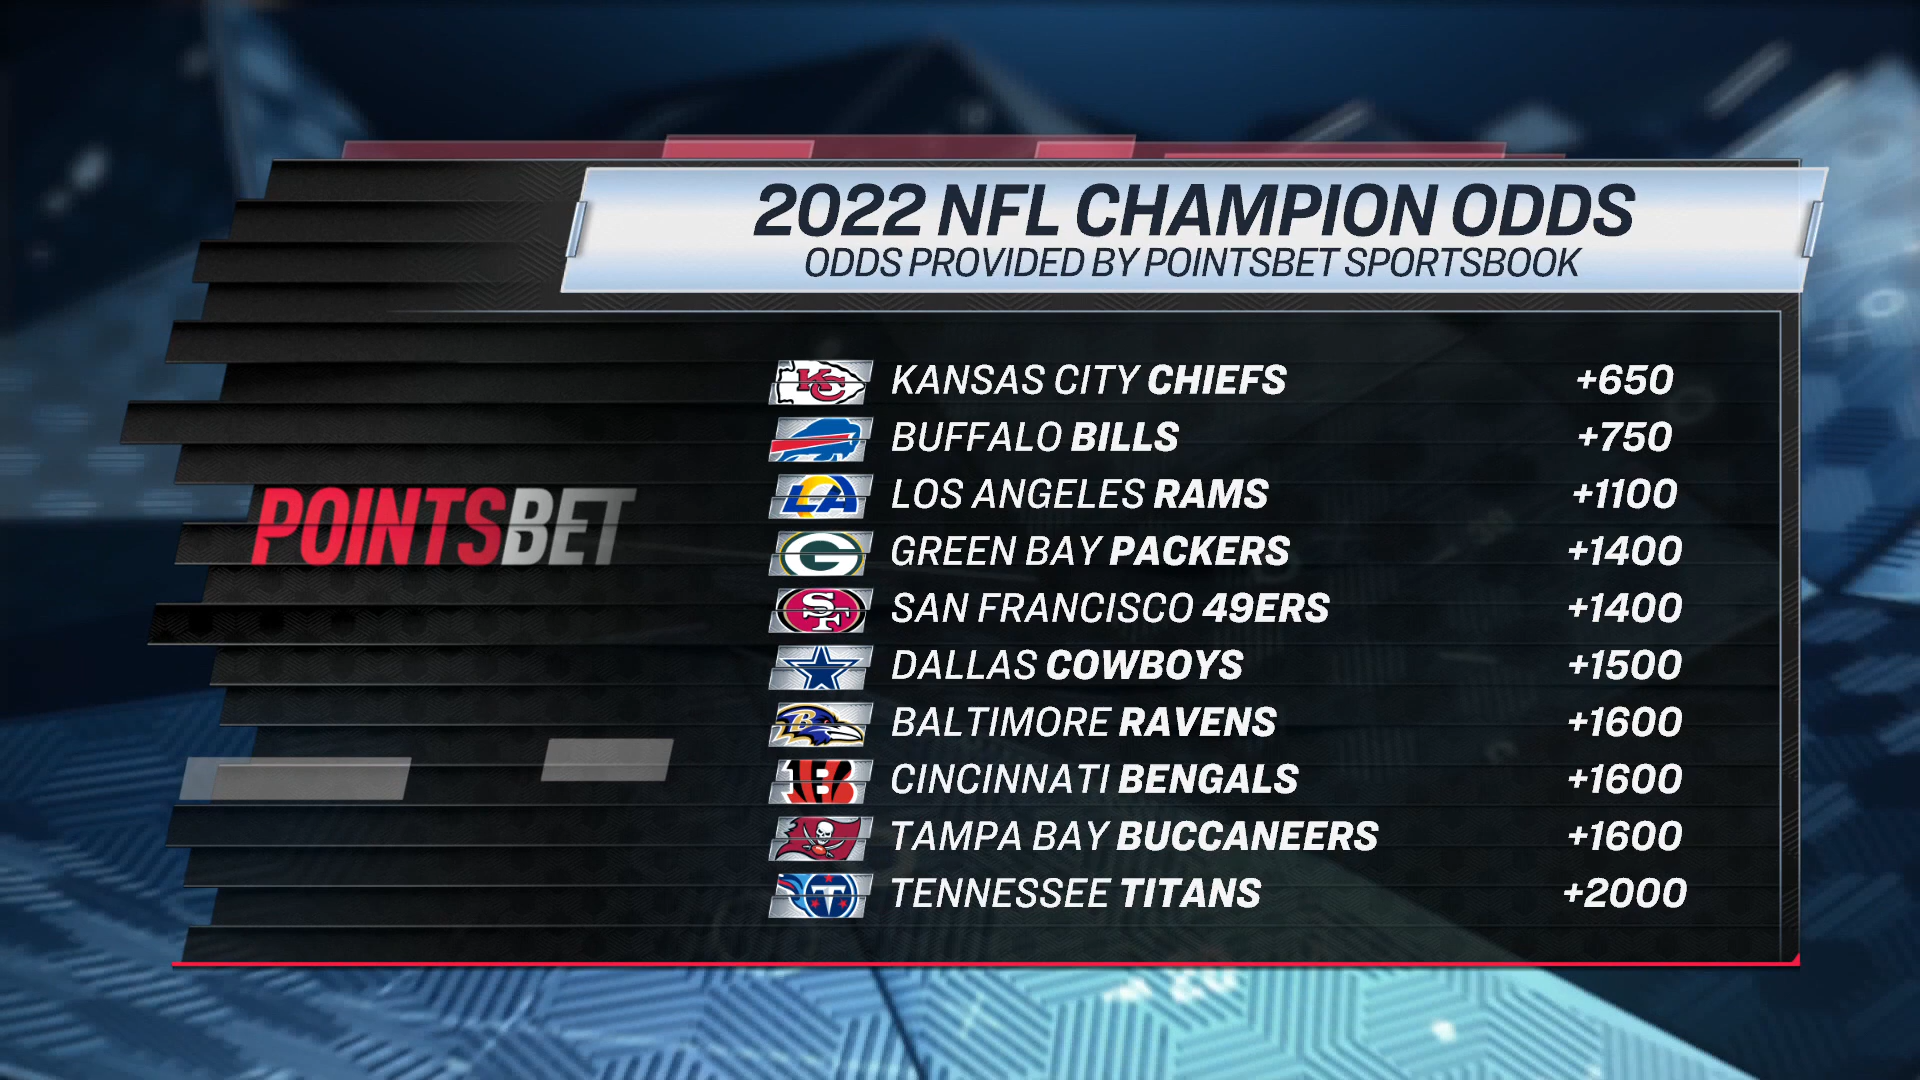 2022 NFL CHAMPION ODDS
ODDS PROVIDED BY POINTSBET SPORTSBOOK
POINTSBET
KANSAS CITY CHIEFS +650
BUFFALO BILLS +750
LOS ANGELES RAMS +1100
GREEN BAY PACKERS +1400
SAN FRANCISCO 49ERS +1400
DALLAS COWBOYS +1500
BALTIMORE RAVENS +1600
CINCINNATI BENGALS +1600
TAMPA BAY BUCCANEERS +1600
TENNESSEE TITANS +2000